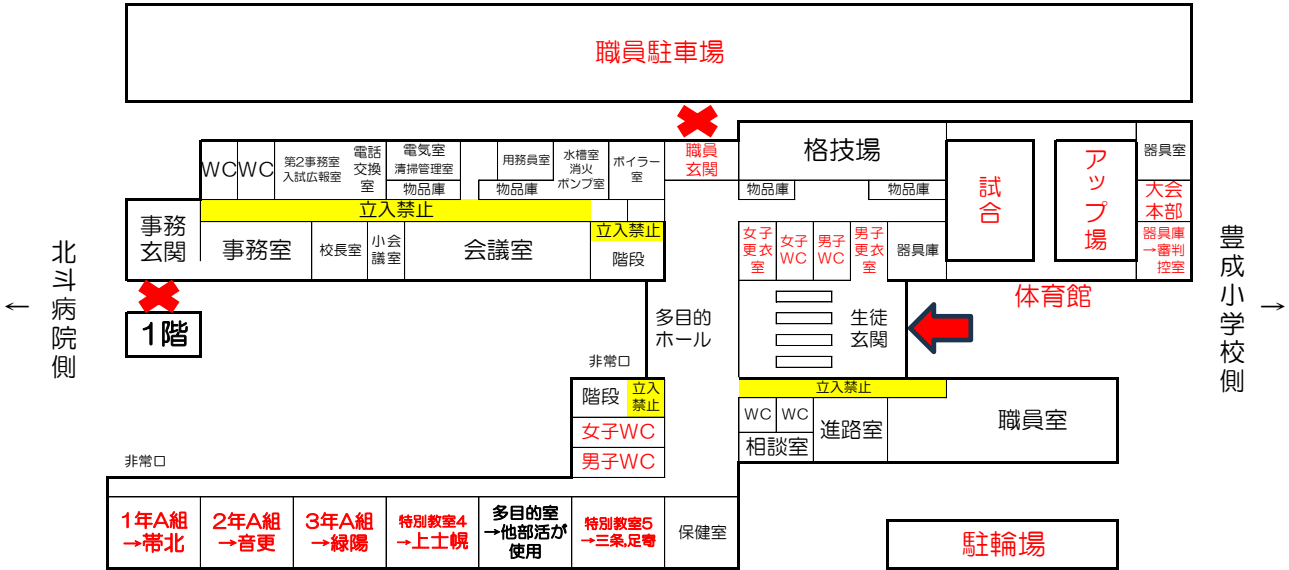 職員駐車場
WC
WC
第2事務室
入試広報室
電話
交換
室
電気室
清掃管理室
物品庫
用務員室
物品庫
水槽室
消火
ポンプ室
ボイラー
室
職員
玄関
格技場
物品庫
物品庫
試合
アップ場
器具室
大会
本部
器具庫
→審判
控室
立入禁止
事務
玄関
事務室
校長室
小会
議室
会議室
立入禁止
階段
女子
更衣
室
女子
WC
男子
WC
男子
更衣
室
器具庫
体育館
北斗病院側
←
豊成小学校側
→
1階
多目的
ホール
生徒
玄関
非常口
階段
立入
禁止
女子WC
男子WC
立入禁止
WC
WC
相談室
進路室
職員室
非常口
1年A組
→帯北
2年A組
→音更
3年A組
→緑陽
特別教室4
→上士幌
多目的室
→他部活が
使用
特別教室5
→三条,足寄
保健室
駐輪場